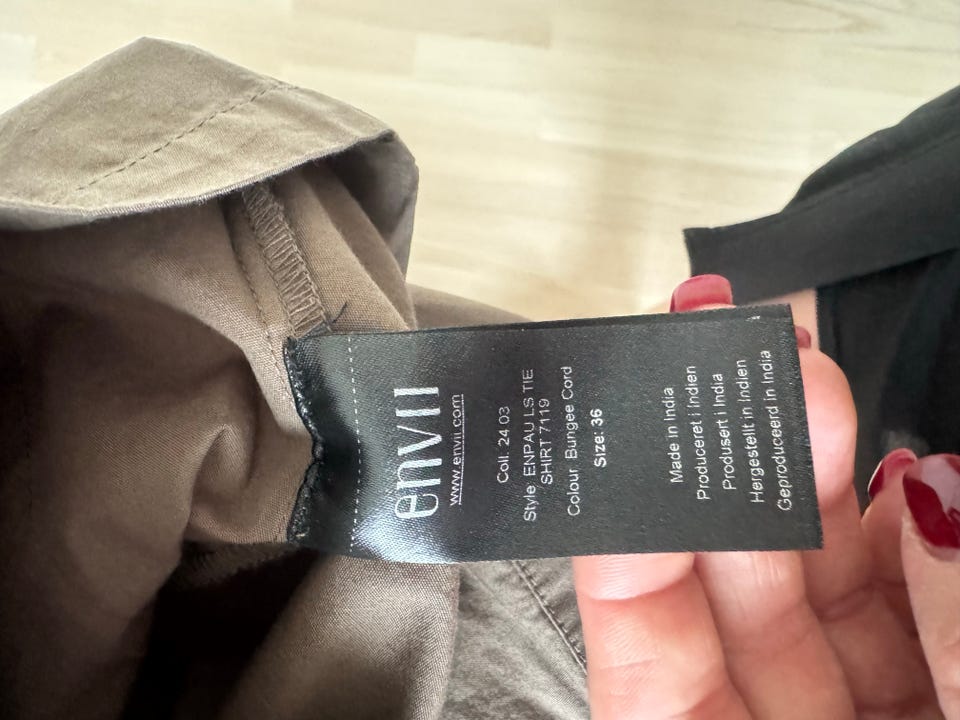 envii
www.envii.com
Coll. 24.03
Style ENPAU LS TIE
SHIRT 7119
Colour Bungee Cord
Size: 36
Made in India
Produceret i Indien
Produsert i India
Hergestellt in Indien
Geproduceerd in India